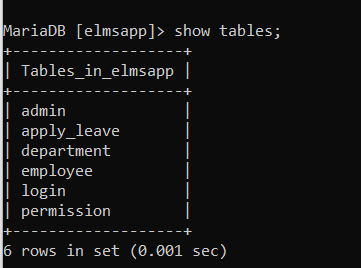 MariaDB [elmsapp]> show tables;
+-------------------+
| Tables_in_elmsapp |
+-------------------+
| admin             |
| apply_leave       |
| department        |
| employee          |
| login             |
| permission        |
+-------------------+
6 rows in set (0.001 sec)